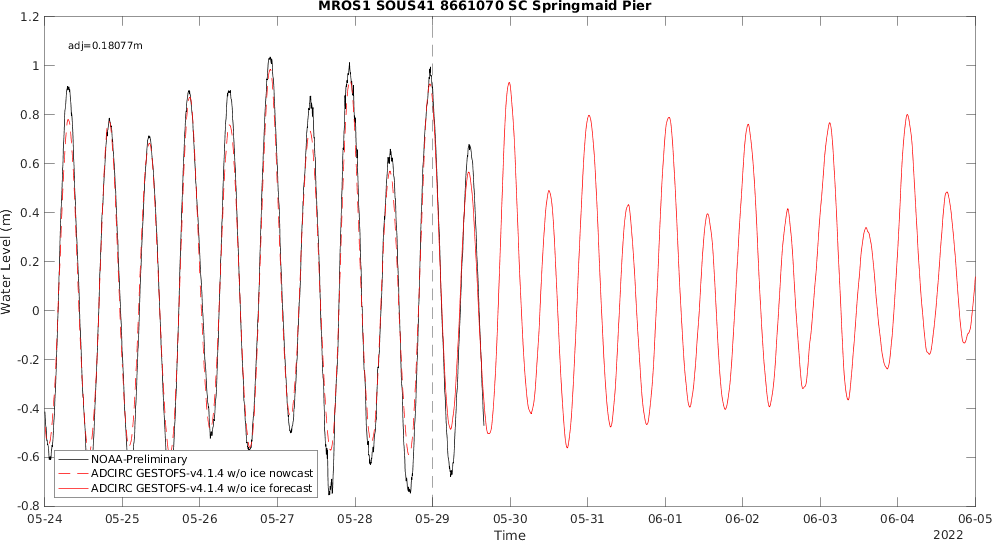 MROS1 SOUS41 8661070 SC Springmaid Pier
1.2
adj=0.18077m
1
0.8
0.6
0.4
0.2
0
-0.2
-0.4
-0.6
-0.8
Water Level (m)
NOAA-Preliminary
ADCIRC GESTOFS-v4.1.4 w/o ice nowcast
ADCIRC GESTOFS-v4.1.4 w/o ice forecast
05-24 05-25 05-26 05-27 05-28 05-29 05-30 05-31 06-01 06-02 06-03 06-04 06-05
Time
2022